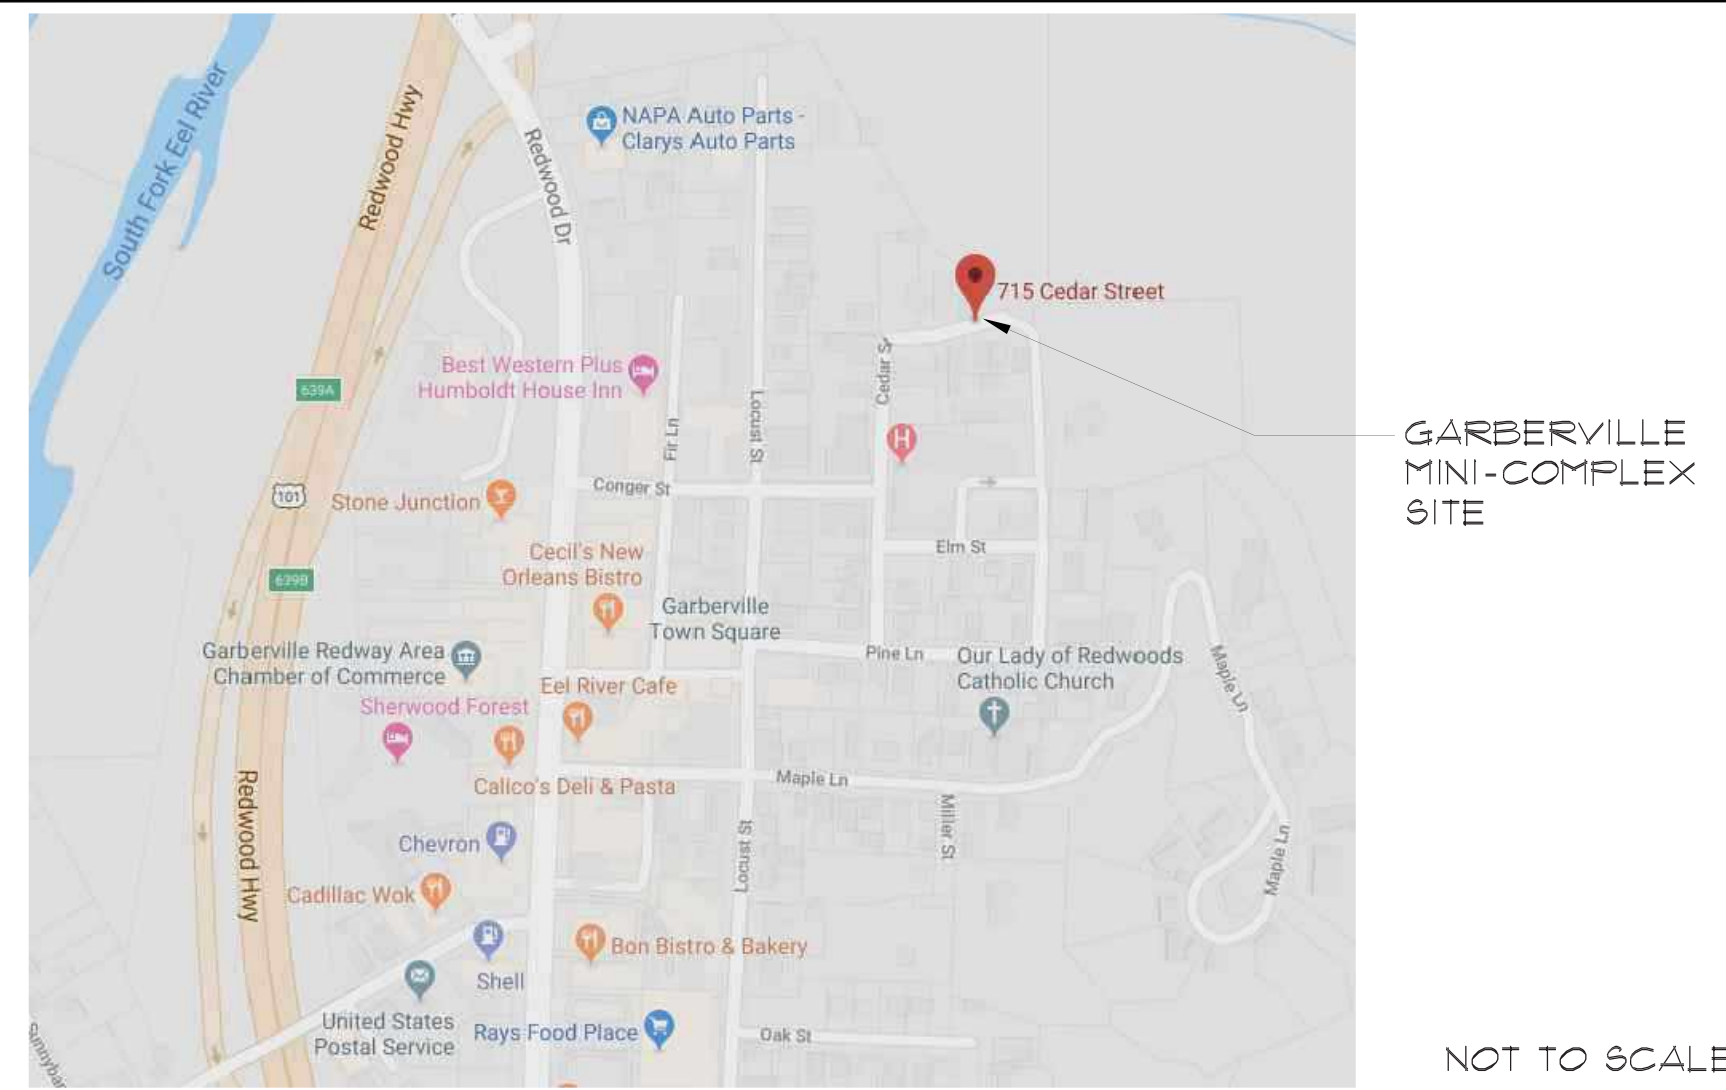 South Fork Eel River
Redwood Hwy
Redwood Dr
NAPA Auto Parts -
Clarys Auto Parts
715 Cedar Street
Cedar St
Best Western Plus
Humboldt House Inn
639A
Fir Ln
Locust St
H
GARBERVILLE
MINI-COMPLEX
SITE
101
Stone Junction
Conger St
Cecil's New
Orleans Bistro
Elm St
639B
Garberville
Town Square
Garberville Redway Area
Chamber of Commerce
Pine Ln
Our Lady of Redwoods
Catholic Church
Maple Ln
Eel River Cafe
Sherwood Forest
Redwood Hwy
Calico's Deli & Pasta
Maple Ln
Miller St
Locust St
Maple Ln
Chevron
Cadillac Wok
Bon Bistro & Bakery
Shell
United States
Postal Service
Rays Food Place
Oak St
NOT TO SCALE